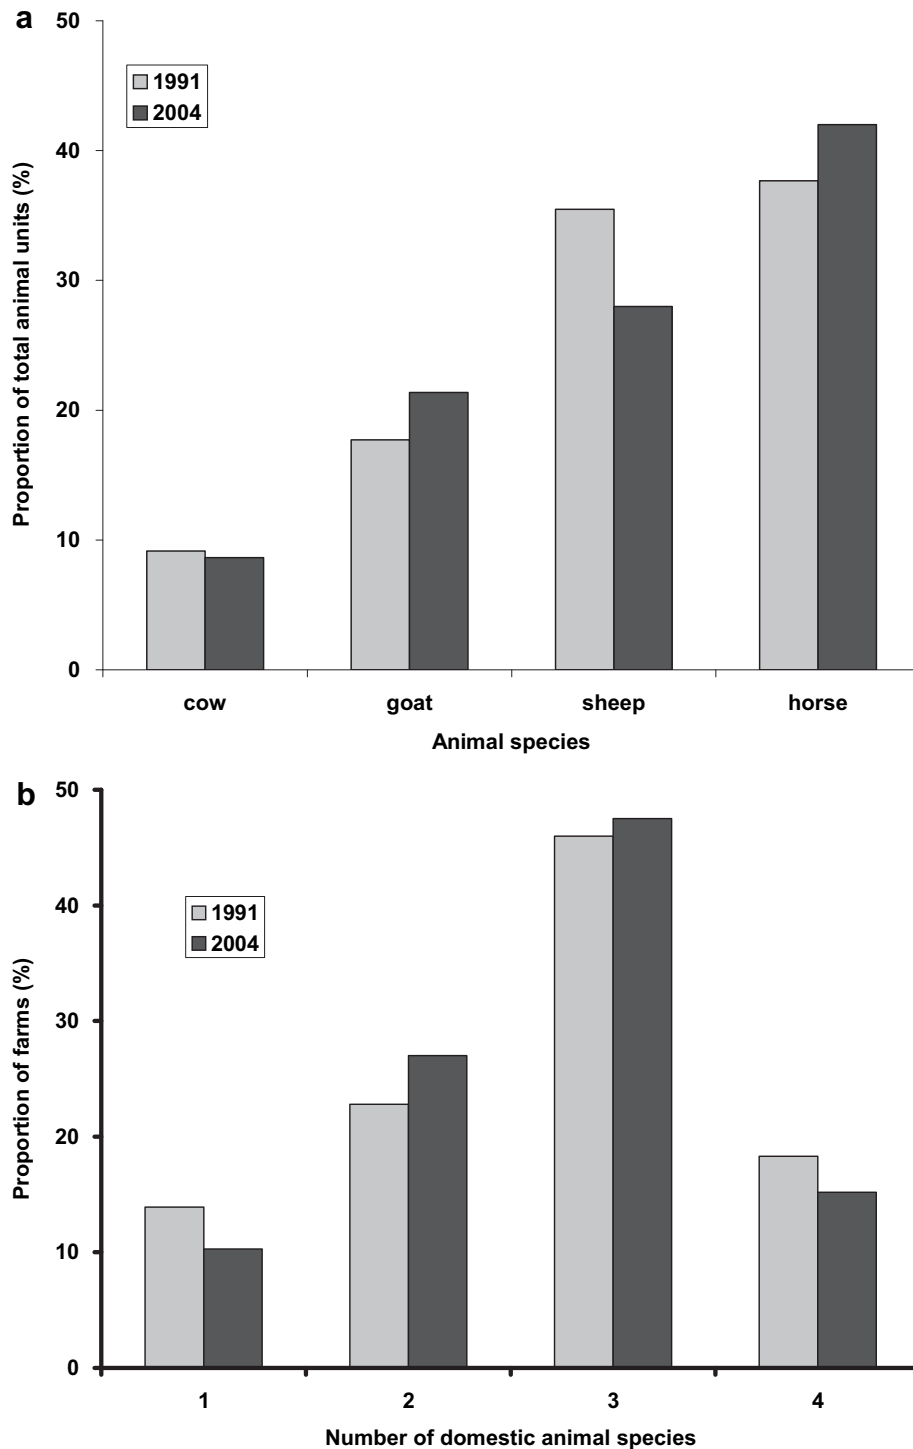 a
50
40
30
20
10
0
Proportion of total animal units (%)
1991
2004
cow goat sheep horse
Animal species
b
50
40
30
20
10
0
Proportion of farms (%)
1991
2004
1 2 3 4
Number of domestic animal species